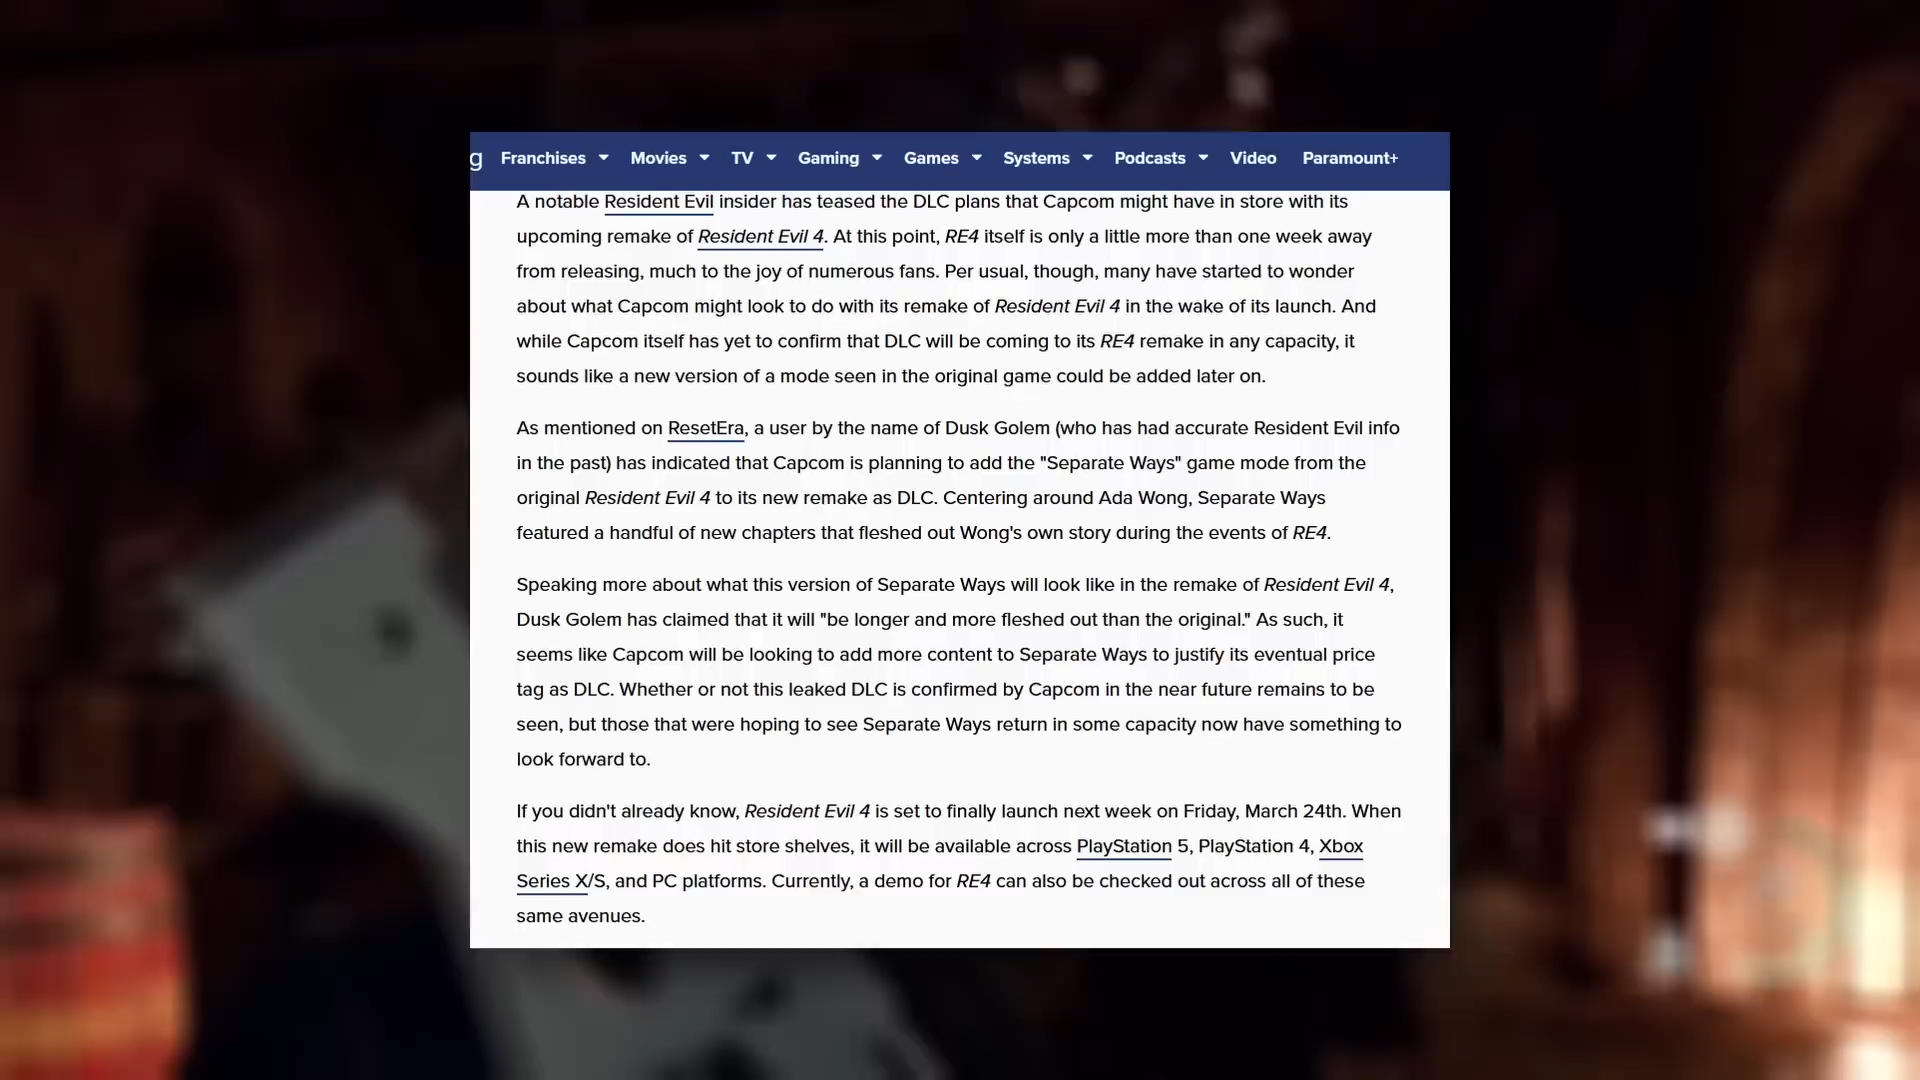 g Franchises Movies TV Gaming Games Systems Podcasts Video Paramount+
A notable Resident Evil insider has teased the DLC plans that Capcom might have in store with its
upcoming remake of Resident Evil 4. At this point, RE4 itself is only a little more than one week away
from releasing, much to the joy of numerous fans. Per usual, though, many have started to wonder
about what Capcom might look to do with its remake of Resident Evil 4 in the wake of its launch. And
while Capcom itself has yet to confirm that DLC will be coming to its RE4 remake in any capacity, it
sounds like a new version of a mode seen in the original game could be added later on.
As mentioned on ResetEra, a user by the name of Dusk Golem (who has had accurate Resident Evil info
in the past) has indicated that Capcom is planning to add the "Separate Ways" game mode from the
original Resident Evil 4 to its new remake as DLC. Centering around Ada Wong, Separate Ways
featured a handful of new chapters that fleshed out Wong's own story during the events of RE4.
Speaking more about what this version of Separate Ways will look like in the remake of Resident Evil 4,
Dusk Golem has claimed that it will "be longer and more fleshed out than the original." As such, it
seems like Capcom will be looking to add more content to Separate Ways to justify its eventual price
tag as DLC. Whether or not this leaked DLC is confirmed by Capcom in the near future remains to be
seen, but those that were hoping to see Separate Ways return in some capacity now have something to
look forward to.
If you didn't already know, Resident Evil 4 is set to finally launch next week on Friday, March 24th. When
this new remake does hit store shelves, it will be available across PlayStation 5, PlayStation 4, Xbox
Series X/S, and PC platforms. Currently, a demo for RE4 can also be checked out across all of these
same avenues.